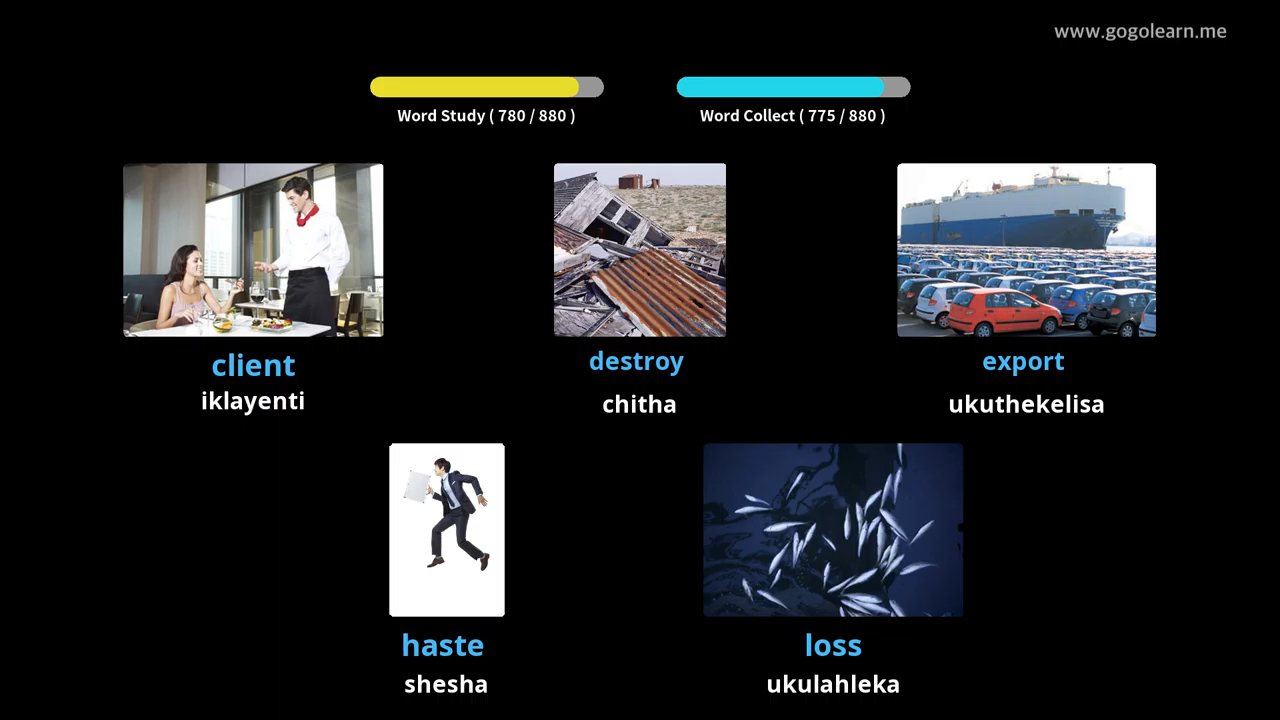 www.gogolearn.me
Word Study ( 780 / 880 )
Word Collect ( 775 / 880 )
client
iklayenti
destroy
chitha
export
ukuthekelisa
haste
shesha
loss
ukulahleka